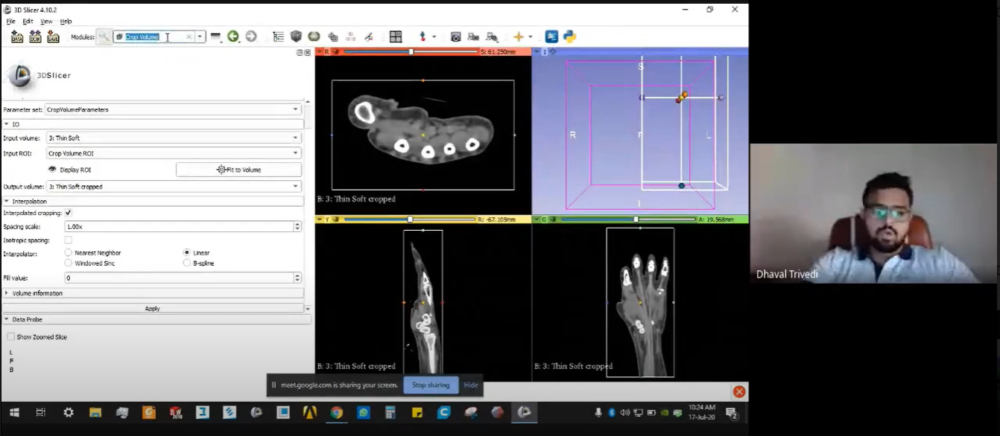 3D Slicer 4.10.2
File Edit View Help
DATA DCM SAVE Modules: Crop Volume
3DSlicer
Parameter set: CropVolumeParameters
IO
Input volume: 3: Thin Soft
Input ROI: Crop Volume ROI
Display ROI Fit to Volume
Output volume: 3: Thin Soft cropped
Interpolation
Interpolated cropping:
Spacing scale: 1.00x
Isotropic spacing:
Interpolator: Nearest Neighbor Linear
Windowed Sinc B-spline
Fill value: 0
Volume information
Apply
Data Probe
Show Zoomed Slice
L
F
B
R S: 61.250mm
B: 3: Thin Soft cropped
1
S
R L
I
Y R: -67.105mm
B: 3: Thin Soft cropped
G A: 19.568mm
B: 3: Thin Soft cropped
meet.google.com is sharing your screen. Stop sharing Hide
Dhaval Trivedi
10:24 AM
17-Jul-20
2